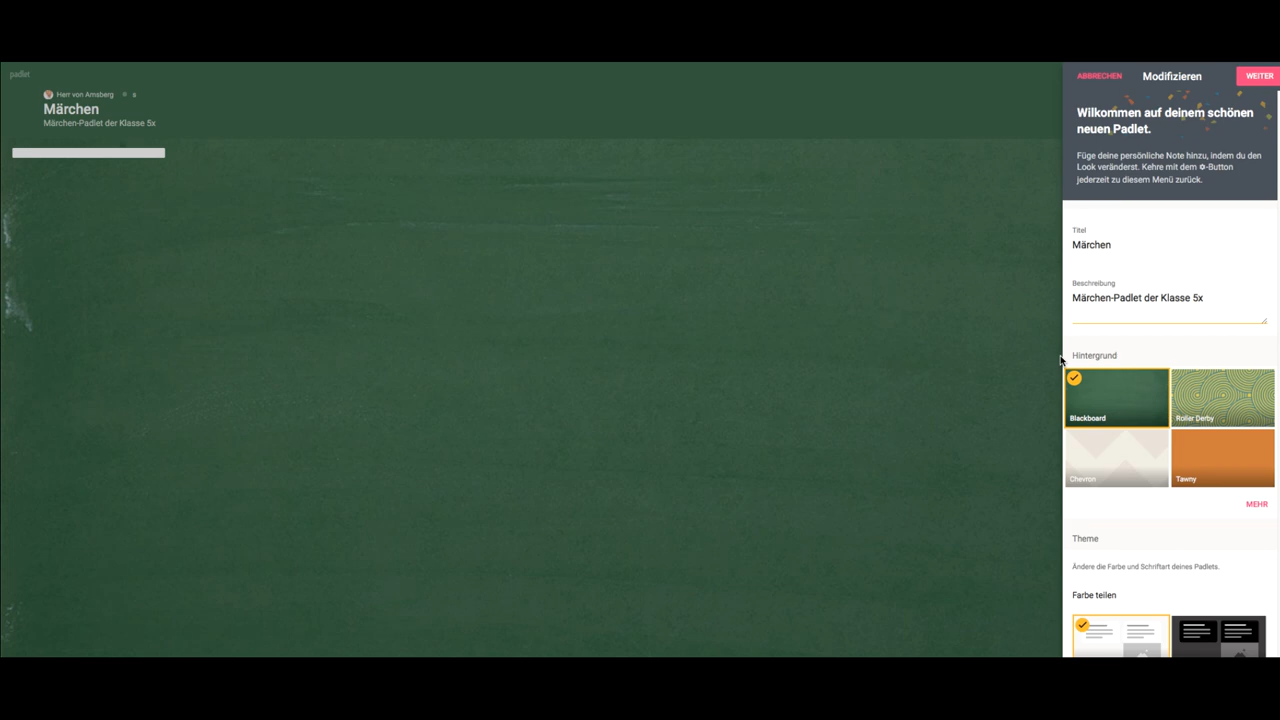 padlet
Herr von Arnsberg 8
Märchen
Märchen-Padlet der Klasse 5x
ABBRECHEN Modifizieren WEITER
Wilkommen auf deinem schönen
neuen Padlet.
Füge deine persönliche Note hinzu, indem du den
Look veränderst. Kehre mit dem ⚙-Button
jederzeit zu diesem Menü zurück.
Titel
Märchen
Beschreibung
Märchen-Padlet der Klasse 5x
Hintergrund
Blackboard Roller Derby
Chevron Tawny
MEHR
Theme
Ändere die Farbe und Schriftart deines Padlets.
Farbe teilen